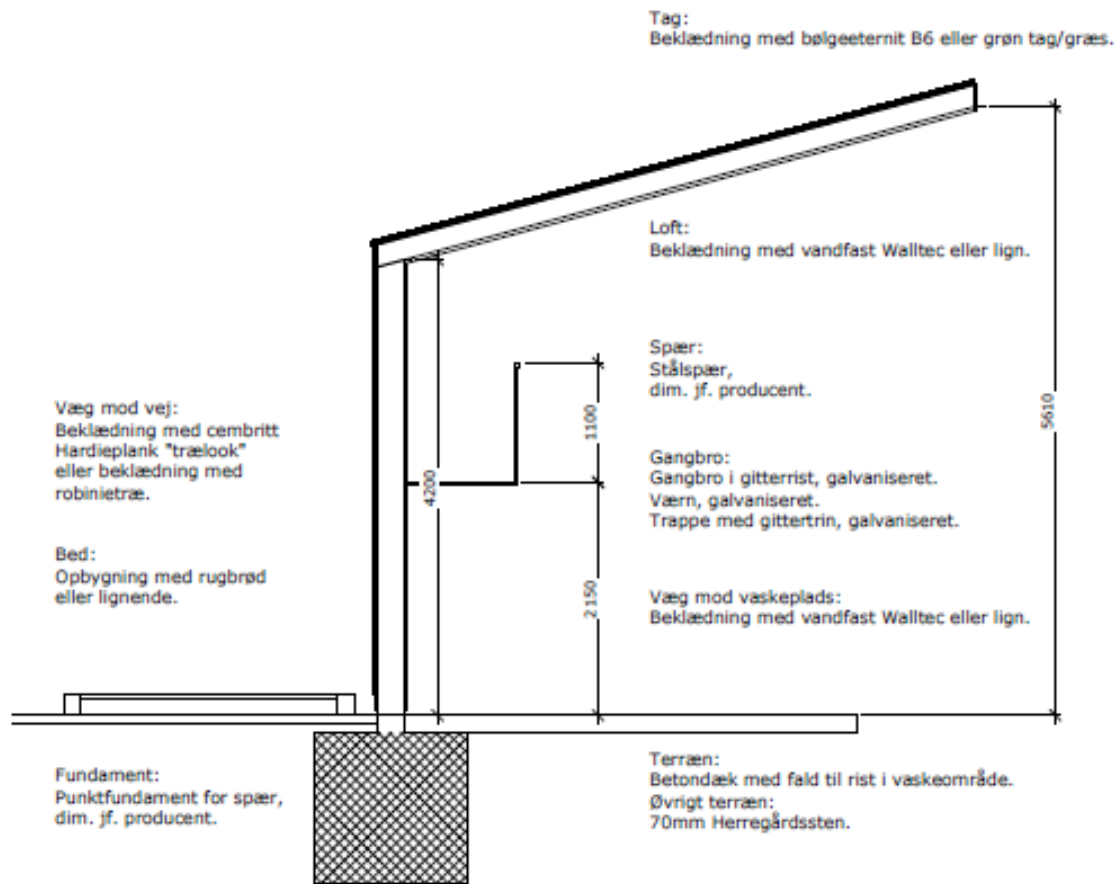 Tag:
Beklædning med bølgeeternit B6 eller grøn tag/græs.
Loft:
Beklædning med vandfast Walltec eller lign.
Spær:
Stålspær,
dim. jf. producent.
Væg mod vej:
Beklædning med cembritt
Hardieplank "trælook"
eller beklædning med
robinietræ.
Gangbro:
Gangbro i gitterrist, galvaniseret.
Værn, galvaniseret.
Trappe med gittertrin, galvaniseret.
Bed:
Opbygning med rugbrød
eller lignende.
Væg mod vaskeplads:
Beklædning med vandfast Walltec eller lign.
4200
1100
2150
5610
Fundament:
Punktfundament for spær,
dim. jf. producent.
Terræn:
Betondæk med fald til rist i vaskeområde.
Øvrigt terræn:
70mm Herregårdssten.